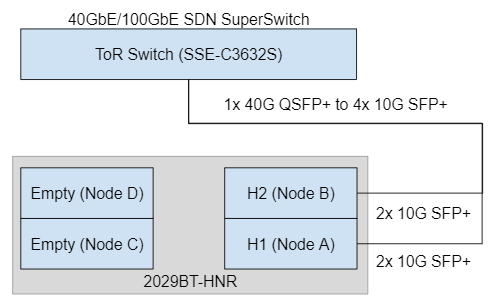 40GbE/100GbE SDN SuperSwitch
ToR Switch (SSE-C3632S)
1x 40G QSFP+ to 4x 10G SFP+
Empty (Node D)
H2 (Node B)
2x 10G SFP+
Empty (Node C)
H1 (Node A)
2x 10G SFP+
2029BT-HNR